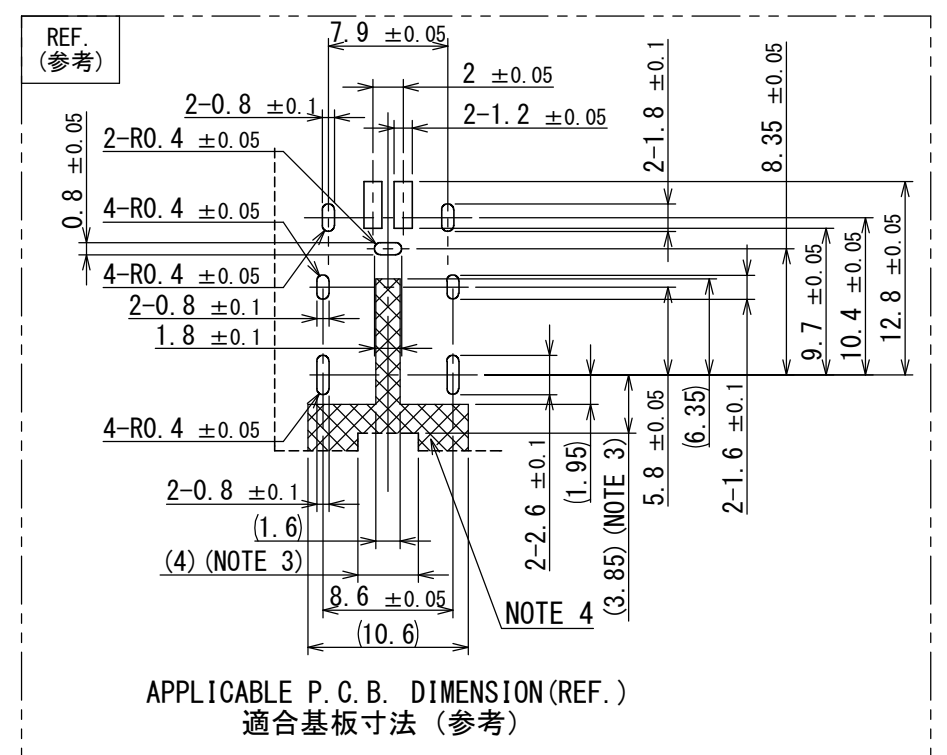 REF.
(参考)
7.9 ±0.05
2 ±0.05
2-0.8 ±0.1
2-1.2 ±0.05
2-R0.4 ±0.05
0.8 ±0.05
4-R0.4 ±0.05
4-R0.4 ±0.05
2-0.8 ±0.1
1.8 ±0.1
4-R0.4 ±0.05
2-1.8 ±0.1
8.35 ±0.05
9.7 ±0.05
10.4 ±0.05
12.8 ±0.05
2-0.8 ±0.1
(1.6)
(4)(NOTE 3)
8.6 ±0.05
(10.6)
NOTE 4
2-2.6 ±0.1
(1.95)
(3.85)(NOTE 3)
5.8 ±0.05
(6.35)
2-1.6 ±0.1
APPLICABLE P.C.B. DIMENSION(REF.)
適合基板寸法 (参考)